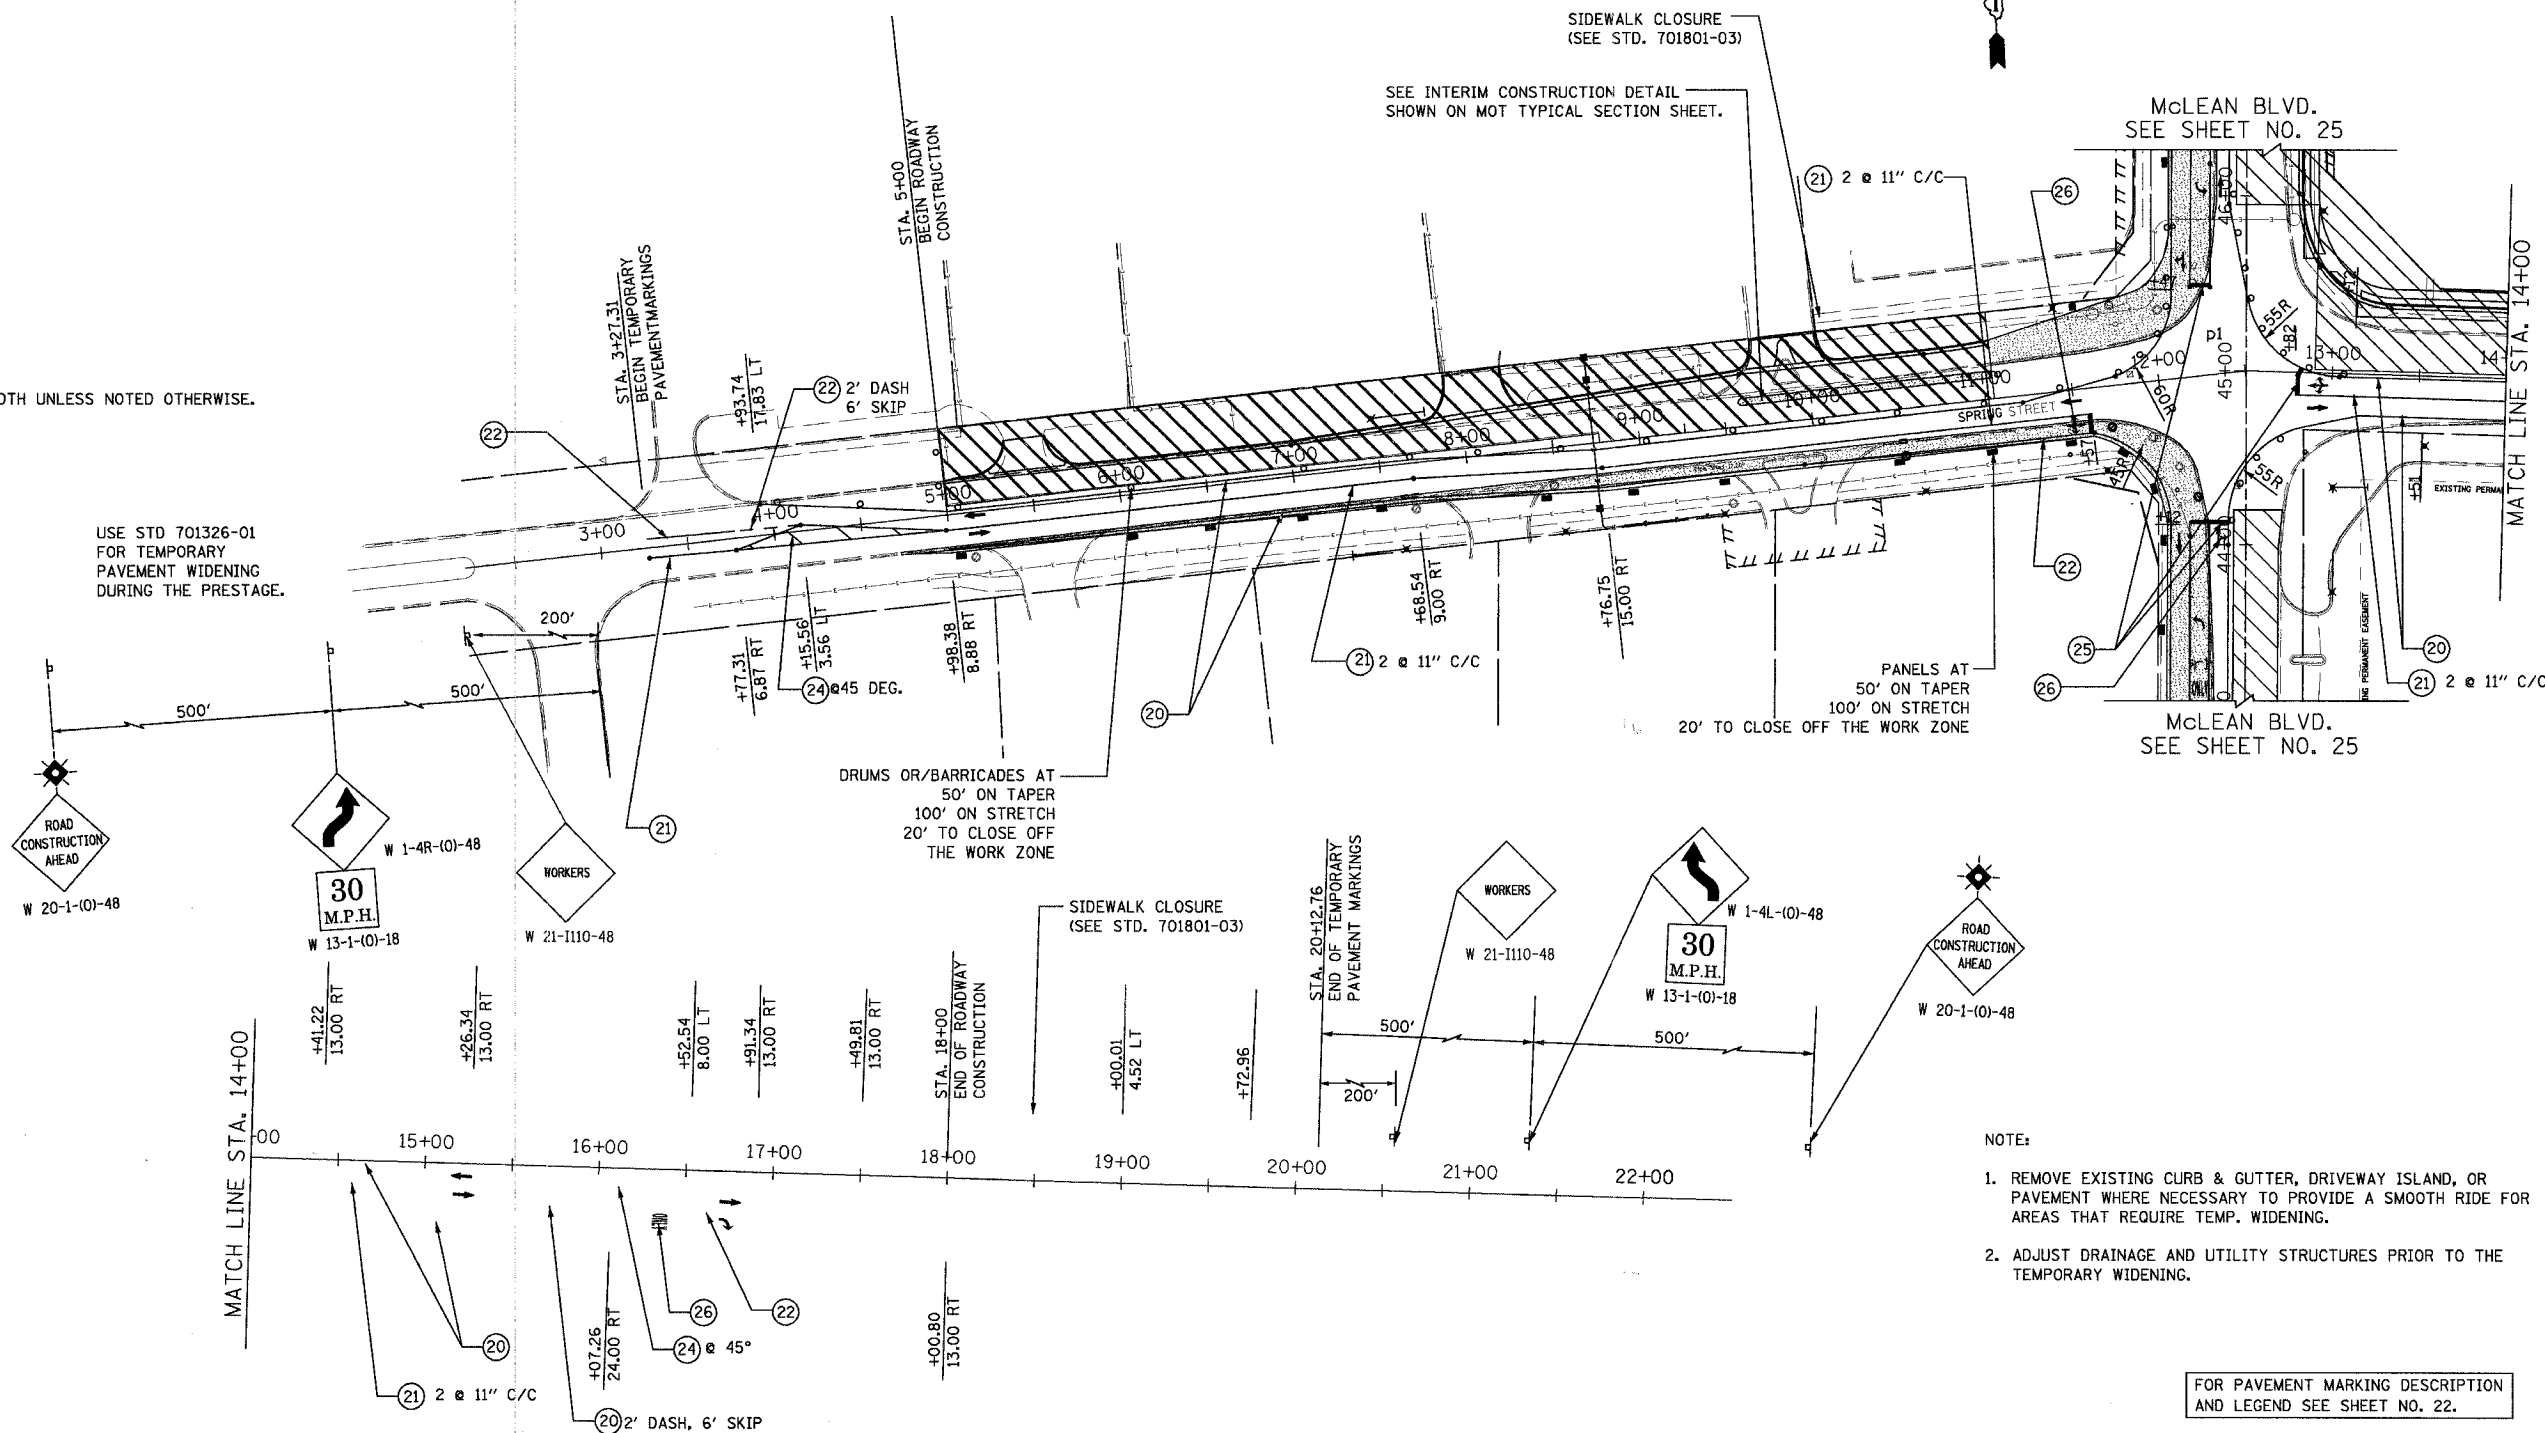 SIDEWALK CLOSURE
(SEE STD. 701801-03)
SEE INTERIM CONSTRUCTION DETAIL
SHOWN ON MOT TYPICAL SECTION SHEET.
McLEAN BLVD.
SEE SHEET NO. 25
21 2 @ 11" C/C
26
STA. 5+00
BEGIN ROADWAY
CONSTRUCTION
STA. 3+27.31
BEGIN TEMPORARY
PAVEMENTMARKINGS
+93.74
17.83 LT
22 2' DASH
6' SKIP
22
OTH UNLESS NOTED OTHERWISE.
USE STD 701326-01
FOR TEMPORARY
PAVEMENT WIDENING
DURING THE PRESTAGE.
3+00
4+00
5+00
6+00
7+00
8+00
9+00
10+00
11+00
12+00
13+00
14+
SPRING STREET
46+00
45+00
p1
55R
+82
+12
+47
60R
+57
45R
55R
+12
+51
EXISTING PERMA
NG PERMANENT EASEMENT
MATCH LINE STA. 14+00
200'
500'
500'
+77.31
6.87 RT
+15.56
3.56 LT
24 @45 DEG.
+98.38
8.88 RT
+68.54
9.00 RT
+76.75
15.00 RT
20
21 2 @ 11" C/C
22
25
26
20
21 2 @ 11" C/C
ONLY
PANELS AT
50' ON TAPER
100' ON STRETCH
20' TO CLOSE OFF THE WORK ZONE
McLEAN BLVD.
SEE SHEET NO. 25
DRUMS OR/BARRICADES AT
50' ON TAPER
100' ON STRETCH
20' TO CLOSE OFF
THE WORK ZONE
21
ROAD
CONSTRUCTION
AHEAD
W 20-1-(O)-48
W 1-4R-(O)-48
30
M.P.H.
W 13-1-(O)-18
WORKERS
W 21-I110-48
SIDEWALK CLOSURE
(SEE STD. 701801-03)
STA. 20+12.76
END OF TEMPORARY
PAVEMENT MARKINGS
WORKERS
W 21-I110-48
W 1-4L-(O)-48
30
M.P.H.
W 13-1-(O)-18
ROAD
CONSTRUCTION
AHEAD
W 20-1-(O)-48
500'
500'
200'
MATCH LINE STA. 14+00
+41.22
13.00 RT
+26.34
13.00 RT
+52.54
8.00 LT
+91.34
13.00 RT
+49.81
13.00 RT
STA. 18+00
END OF ROADWAY
CONSTRUCTION
+00.01
4.52 LT
+72.96
+00
15+00
16+00
17+00
18+00
19+00
20+00
21+00
22+00
20
21 2 @ 11" C/C
20 2' DASH, 6' SKIP
+07.26
24.00 RT
26
24 @ 45°
22
+00.80
13.00 RT
NOTE:
1. REMOVE EXISTING CURB & GUTTER, DRIVEWAY ISLAND, OR
PAVEMENT WHERE NECESSARY TO PROVIDE A SMOOTH RIDE FOR
AREAS THAT REQUIRE TEMP. WIDENING.
2. ADJUST DRAINAGE AND UTILITY STRUCTURES PRIOR TO THE
TEMPORARY WIDENING.
FOR PAVEMENT MARKING DESCRIPTION
AND LEGEND SEE SHEET NO. 22.